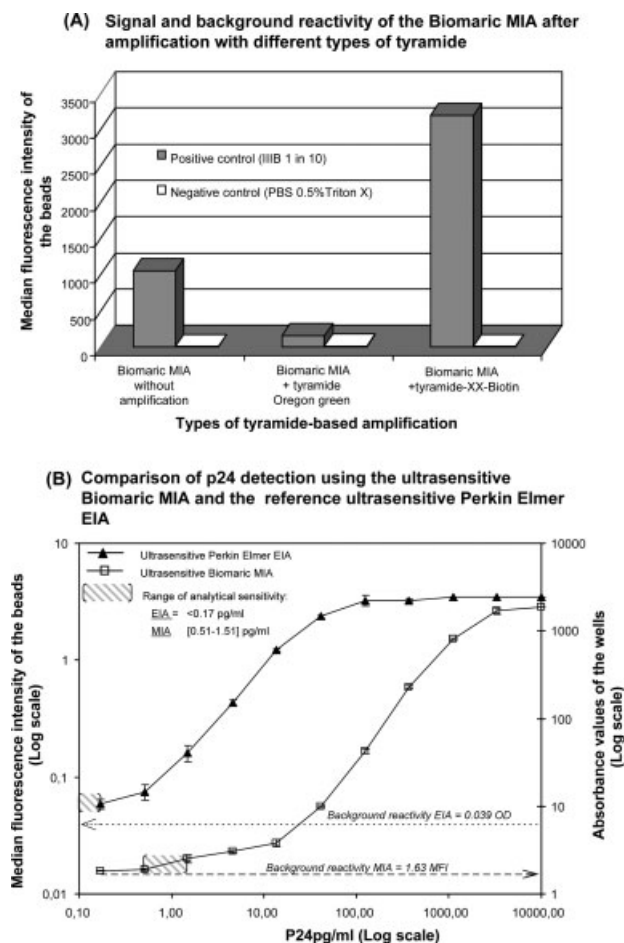 (A) Signal and background reactivity of the Biomaric MIA after
amplification with different types of tyramide
Median fluorescence intensity of
the beads
3500
3000
2500
2000
1500
1000
500
0
Positive control (IIIB 1 in 10)
Negative control (PBS 0.5%Triton X)
Biomaric MIA
without
amplification
Biomaric MIA
+ tyramide
Oregon green
Biomaric MIA
+tyramide-XX-Biotin
Types of tyramide-based amplification
(B) Comparison of p24 detection using the ultrasensitive
Biomaric MIA and the reference ultrasensitive Perkin Elmer
EIA
Median fluorescence intensity of the beads
(Log scale)
10
1
0,1
0,01
Ultrasensitive Perkin Elmer EIA
Ultrasensitive Biomaric MIA
Range of analytical sensitivity:
EIA = <0.17 pg/ml
MIA [0.51-1.51] pg/ml
Background reactivity EIA = 0.039 OD
Background reactivity MIA = 1.63 MFI
10000
1000
100
10
1
Absorbance values of the wells
(Log scale)
0,10
1,00
10,00
100,00
1000,00
10000,00
P24pg/ml (Log scale)